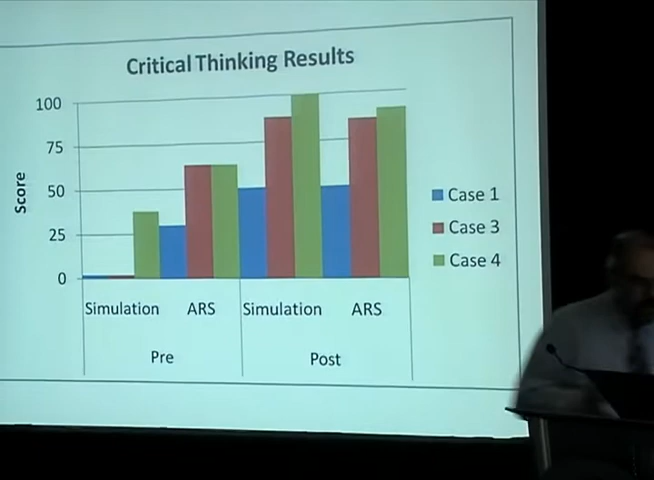 Critical Thinking Results
100
75
50
25
0
Score
Simulation ARS Simulation ARS
Pre Post
Case 1
Case 3
Case 4